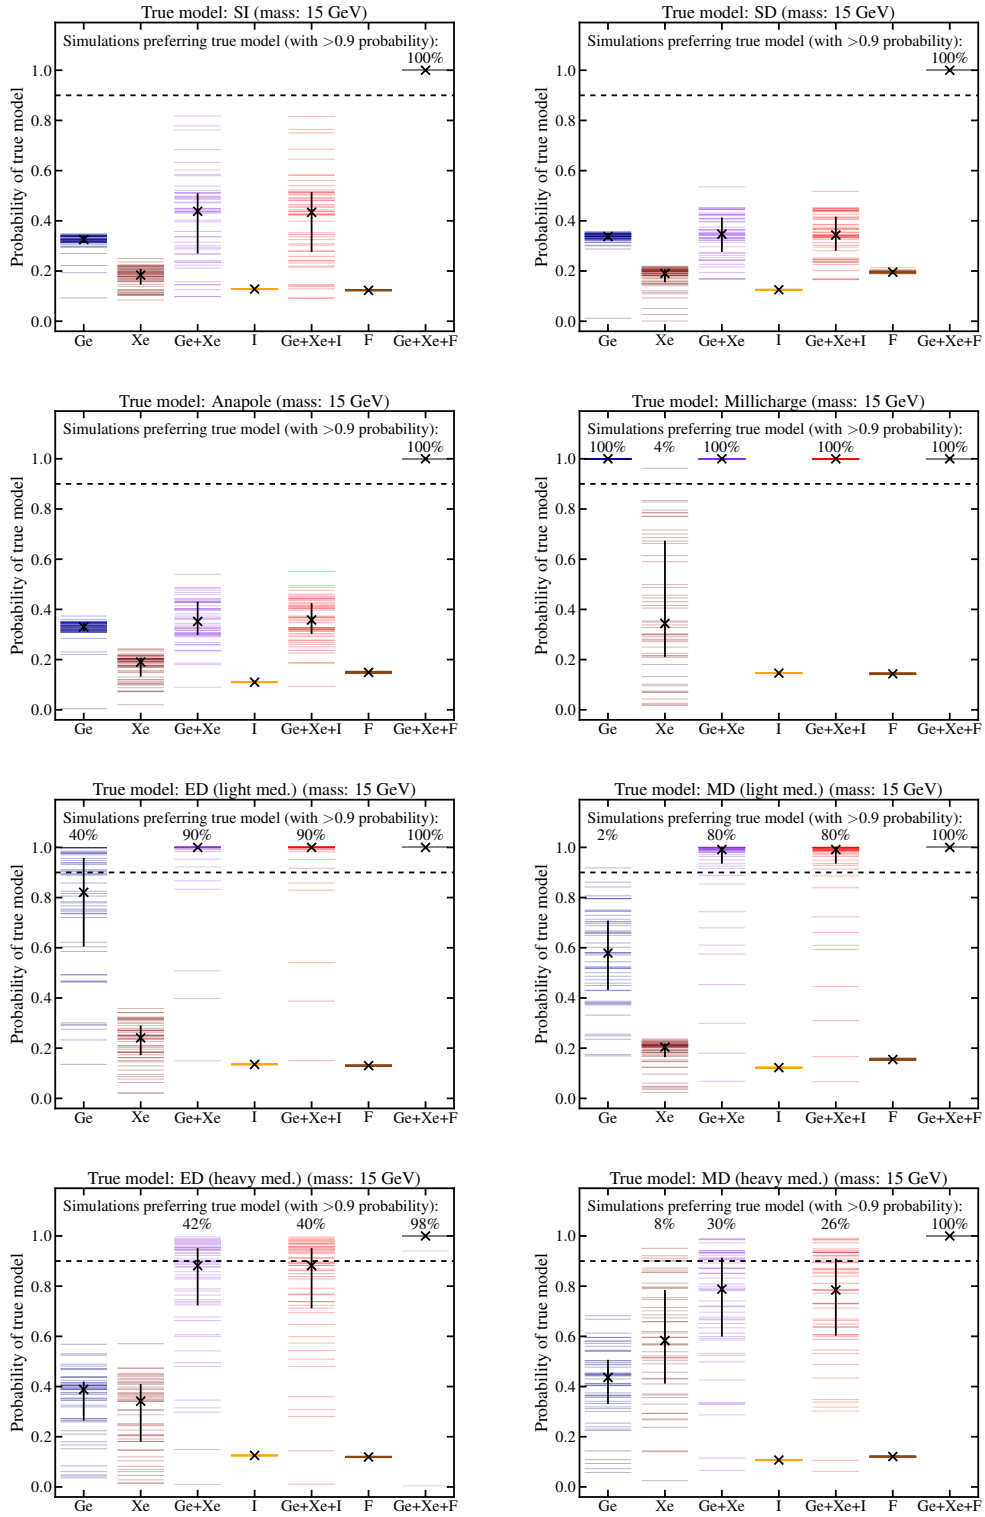 True model: SI (mass: 15 GeV)
Simulations preferring true model (with >0.9 probability):
100%
Probability of true model
1.0
0.8
0.6
0.4
0.2
0.0
Ge Xe Ge+Xe I Ge+Xe+I F Ge+Xe+F
True model: SD (mass: 15 GeV)
Simulations preferring true model (with >0.9 probability):
100%
Probability of true model
1.0
0.8
0.6
0.4
0.2
0.0
Ge Xe Ge+Xe I Ge+Xe+I F Ge+Xe+F
True model: Anapole (mass: 15 GeV)
Simulations preferring true model (with >0.9 probability):
100%
Probability of true model
1.0
0.8
0.6
0.4
0.2
0.0
Ge Xe Ge+Xe I Ge+Xe+I F Ge+Xe+F
True model: Millicharge (mass: 15 GeV)
Simulations preferring true model (with >0.9 probability):
100% 4% 100% 100% 100%
Probability of true model
1.0
0.8
0.6
0.4
0.2
0.0
Ge Xe Ge+Xe I Ge+Xe+I F Ge+Xe+F
True model: ED (light med.) (mass: 15 GeV)
Simulations preferring true model (with >0.9 probability):
40% 90% 90% 100%
Probability of true model
1.0
0.8
0.6
0.4
0.2
0.0
Ge Xe Ge+Xe I Ge+Xe+I F Ge+Xe+F
True model: MD (light med.) (mass: 15 GeV)
Simulations preferring true model (with >0.9 probability):
2% 80% 80% 100%
Probability of true model
1.0
0.8
0.6
0.4
0.2
0.0
Ge Xe Ge+Xe I Ge+Xe+I F Ge+Xe+F
True model: ED (heavy med.) (mass: 15 GeV)
Simulations preferring true model (with >0.9 probability):
42% 40% 98%
Probability of true model
1.0
0.8
0.6
0.4
0.2
0.0
Ge Xe Ge+Xe I Ge+Xe+I F Ge+Xe+F
True model: MD (heavy med.) (mass: 15 GeV)
Simulations preferring true model (with >0.9 probability):
8% 30% 26% 100%
Probability of true model
1.0
0.8
0.6
0.4
0.2
0.0
Ge Xe Ge+Xe I Ge+Xe+I F Ge+Xe+F